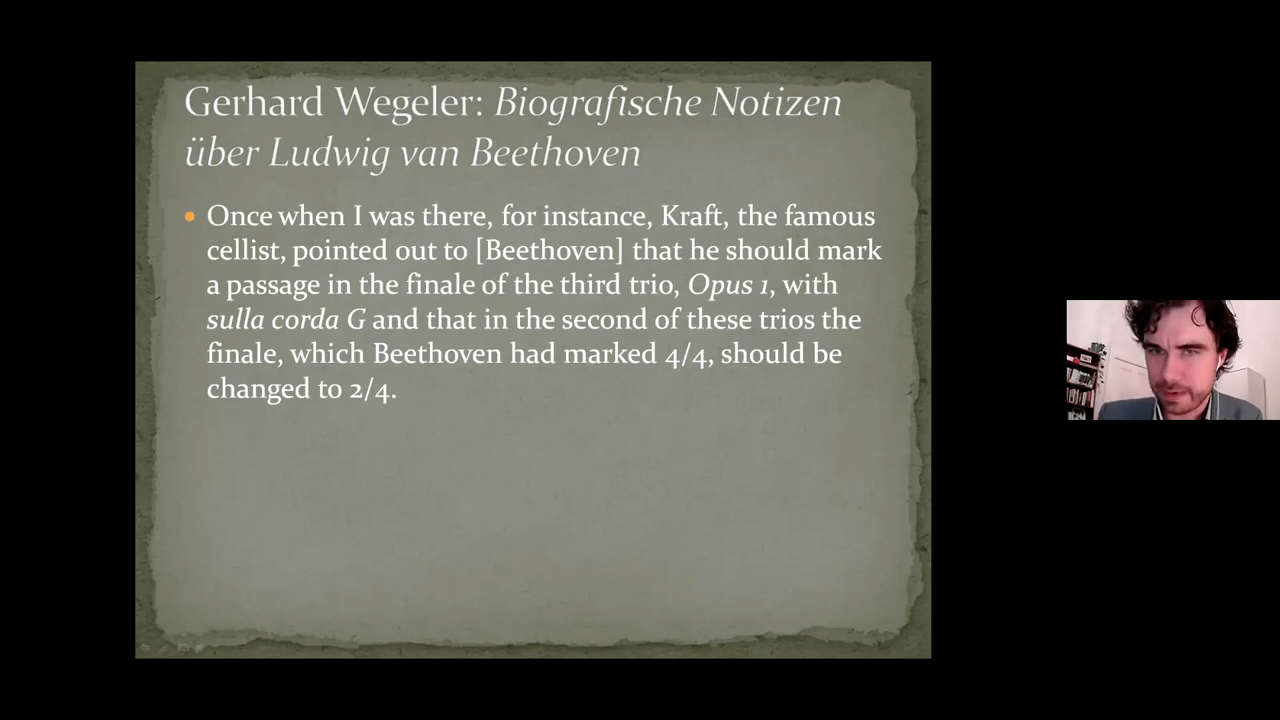 Gerhard Wegeler: Biografische Notizen
über Ludwig van Beethoven
• Once when I was there, for instance, Kraft, the famous
cellist, pointed out to [Beethoven] that he should mark
a passage in the finale of the third trio, Opus 1, with
sulla corda G and that in the second of these trios the
finale, which Beethoven had marked 4/4, should be
changed to 2/4.